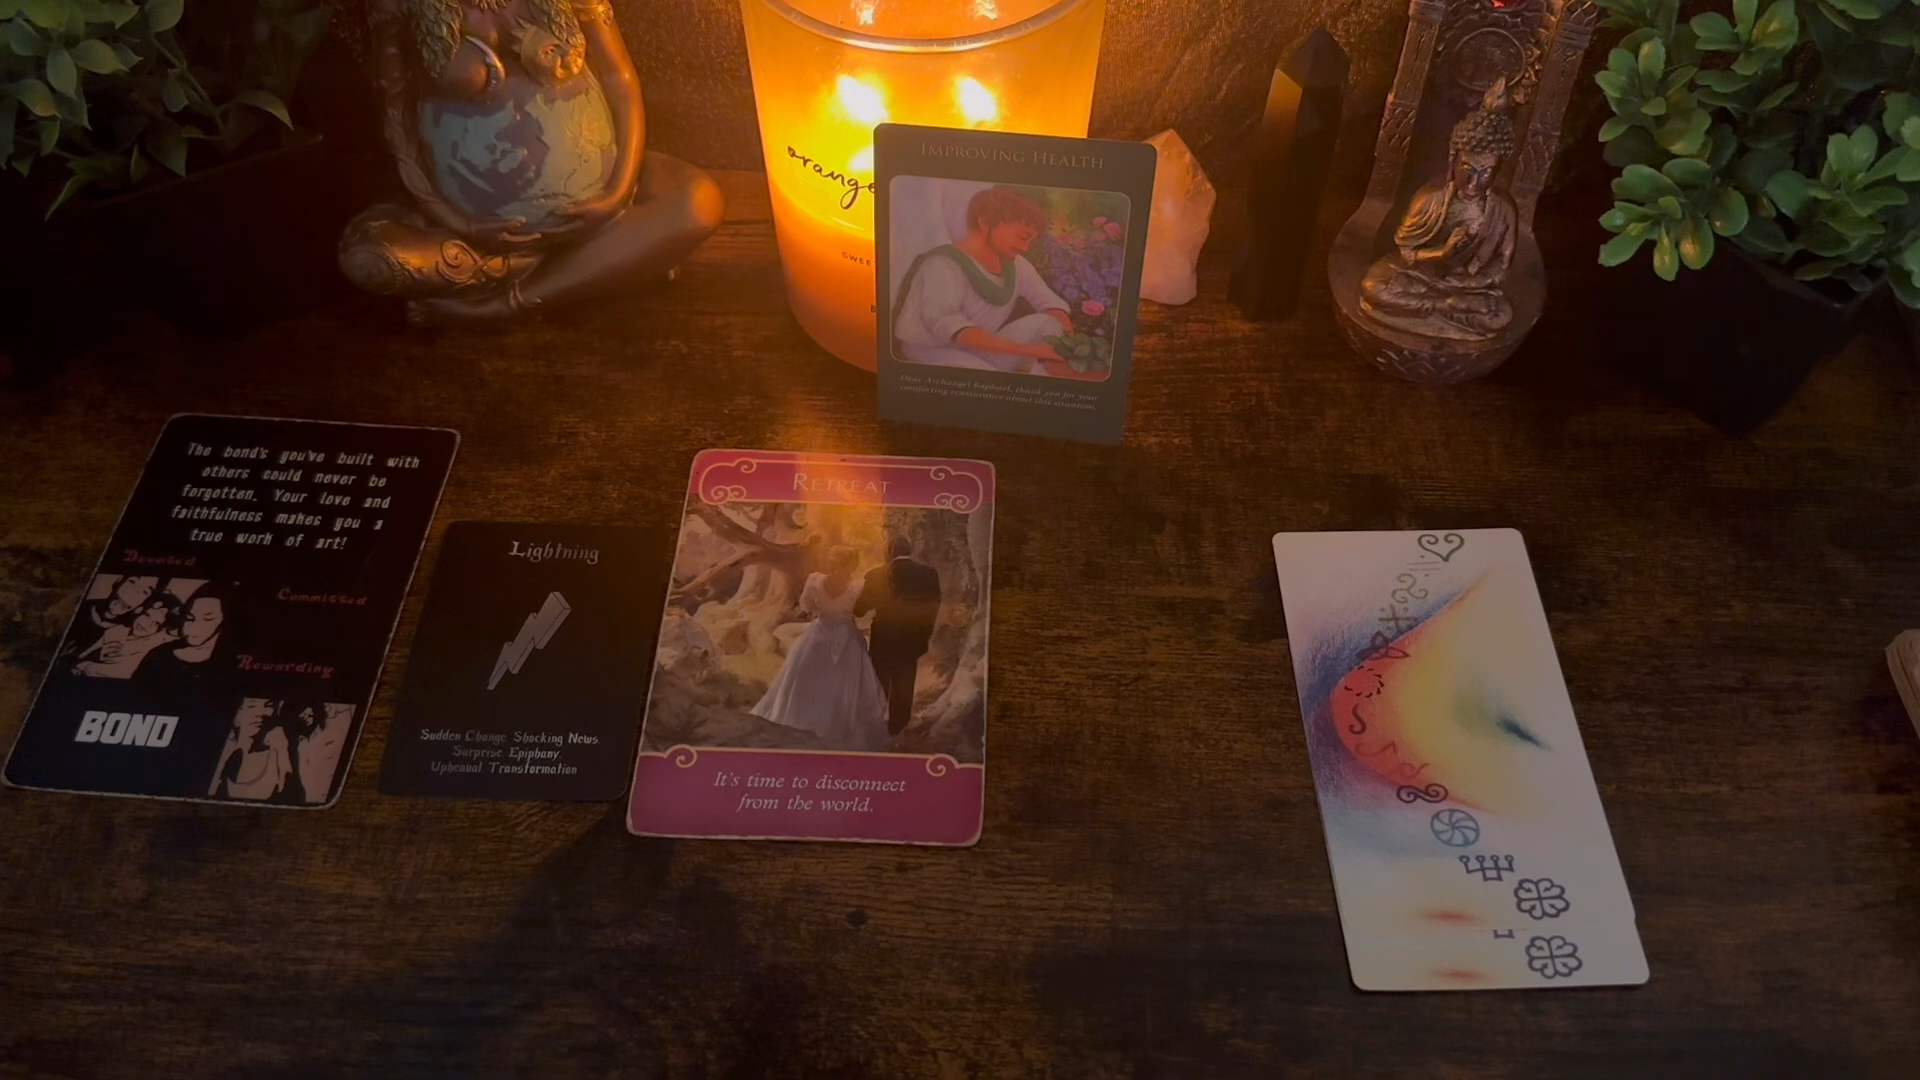 orange
SWEE
B
IMPROVING HEALTH
Dear Archangel Raphael, thank you for your
comforting reassurance about this situation.
The bond's you've built with
others could never be
forgotten. Your love and
faithfulness makes you a
true work of art!
Devoted
Committed
Rewarding
BOND
Lightning
Sudden Change. Shocking News.
Surprise. Epiphany.
Upheaval. Transformation
RETREAT
It's time to disconnect
from the world.